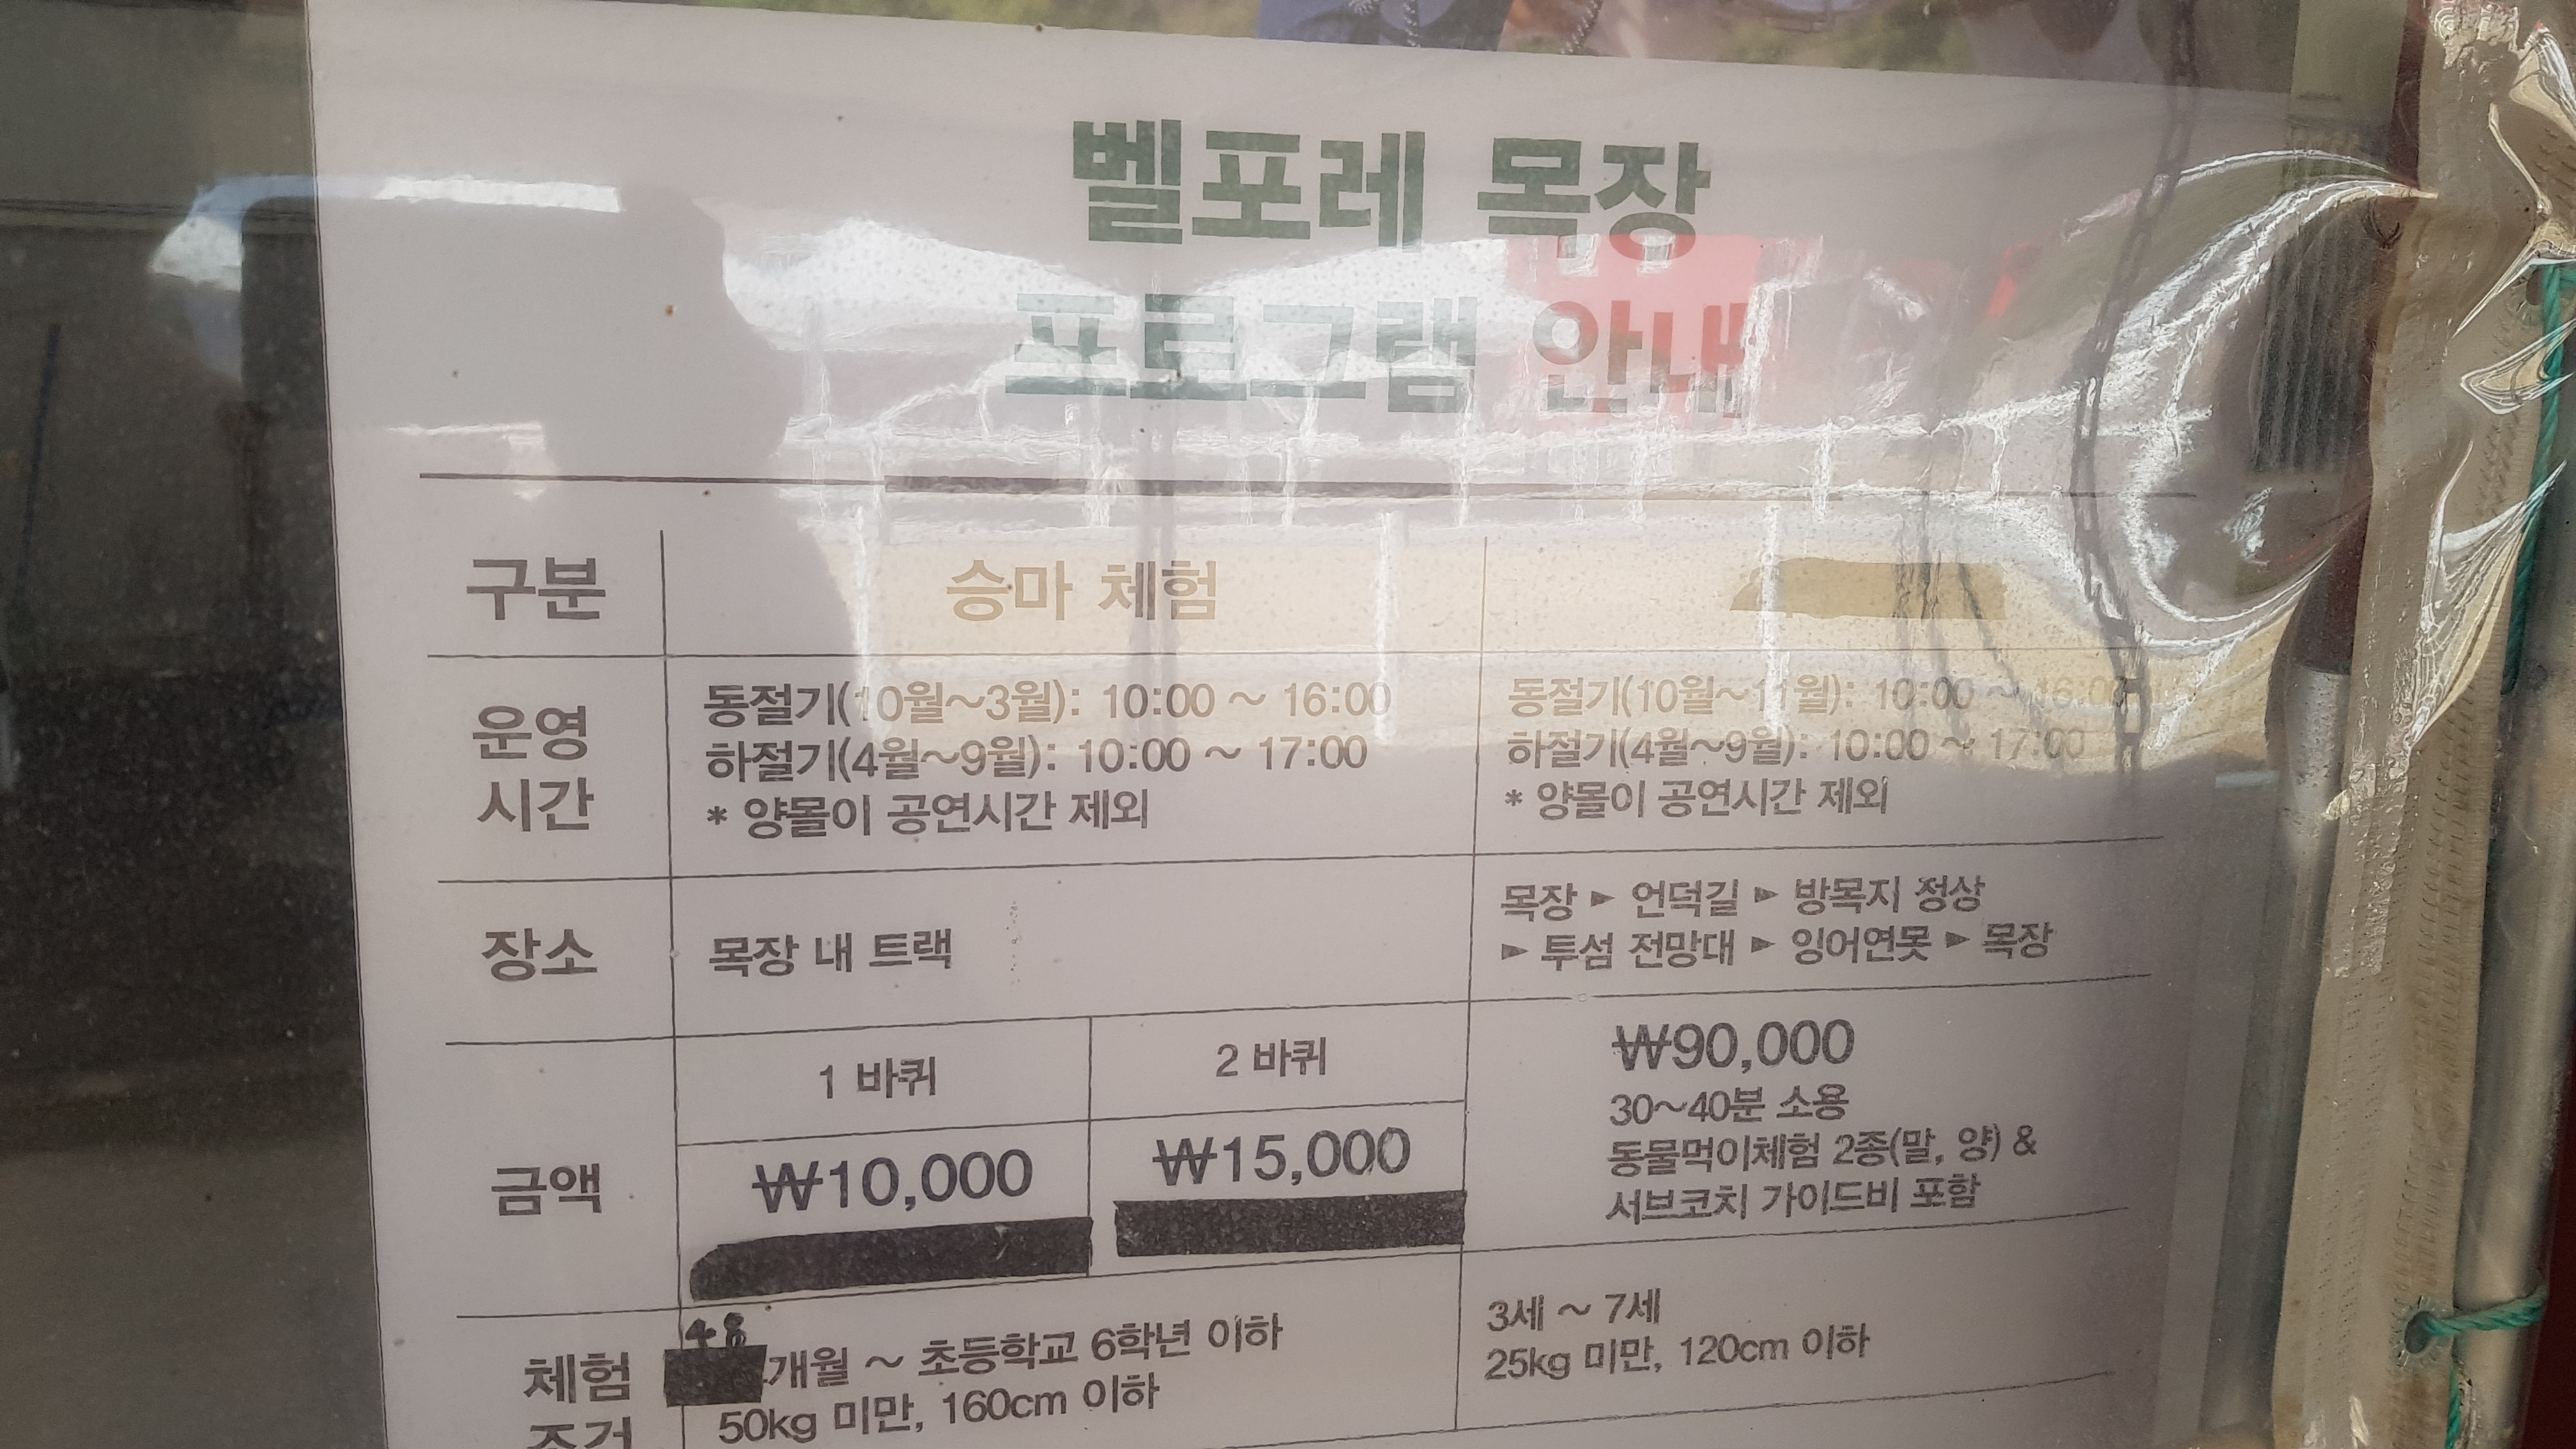 벨포레 목장
프로그램 안내
구분
승마 체험
운영
시간
동절기(10월~3월): 10:00 ~ 16:00
하절기(4월~9월): 10:00 ~ 17:00
* 양몰이 공연시간 제외
동절기(10월~11월): 10:00 ~ 16:00
하절기(4월~9월): 10:00 ~ 17:00
* 양몰이 공연시간 제외
장소
목장 내 트랙
목장 ▶ 언덕길 ▶ 방목지 정상
▶ 투섬 전망대 ▶ 잉어연못 ▶ 목장
금액
1 바퀴
2 바퀴
₩10,000
₩15,000
₩90,000
30~40분 소용
동물먹이체험 2종(말, 양) &
서브코치 가이드비 포함
체험
조건
48
개월 ~ 초등학교 6학년 이하
50kg 미만, 160cm 이하
3세 ~ 7세
25kg 미만, 120cm 이하